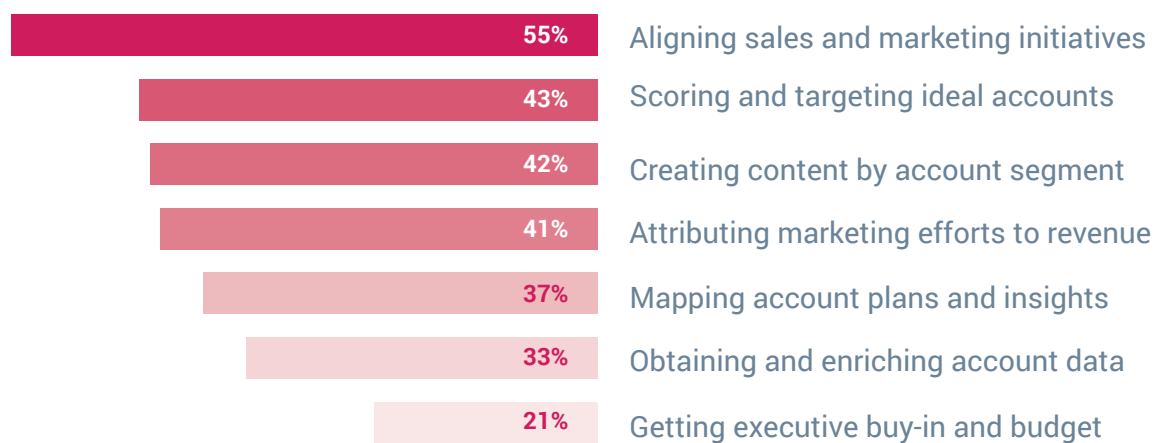 55% Aligning sales and marketing initiatives
43% Scoring and targeting ideal accounts
42% Creating content by account segment
41% Attributing marketing efforts to revenue
37% Mapping account plans and insights
33% Obtaining and enriching account data
21% Getting executive buy-in and budget